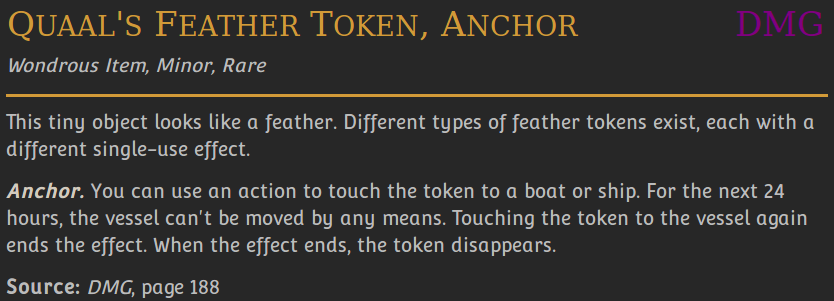 Quaal's Feather Token, Anchor DMG
Wondrous Item, Minor, Rare
This tiny object looks like a feather. Different types of feather tokens exist, each with a
different single-use effect.
Anchor. You can use an action to touch the token to a boat or ship. For the next 24
hours, the vessel can't be moved by any means. Touching the token to the vessel again
ends the effect. When the effect ends, the token disappears.
Source: DMG, page 188